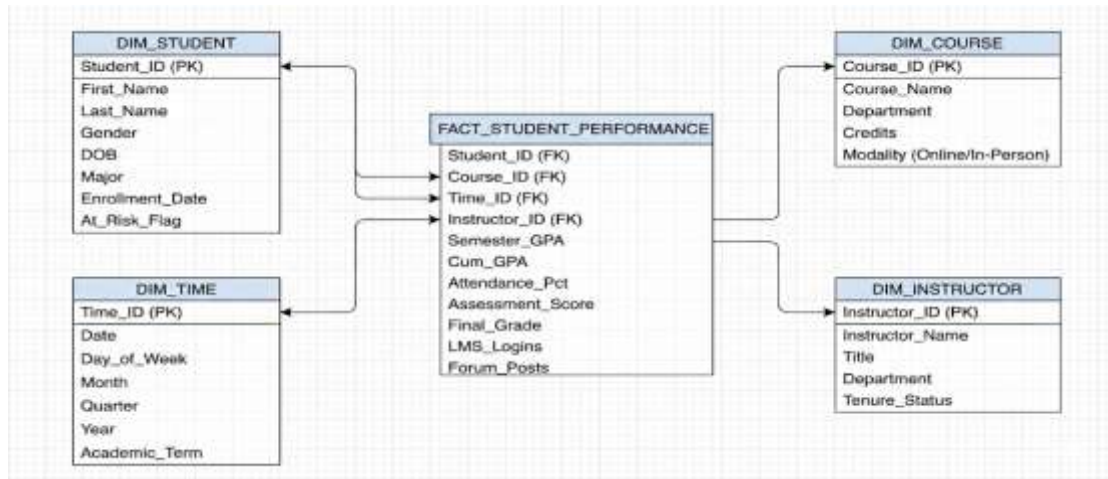 DIM_STUDENT
Student_ID (PK)
First_Name
Last_Name
Gender
DOB
Major
Enrollment_Date
At_Risk_Flag
DIM_TIME
Time_ID (PK)
Date
Day_of_Week
Month
Quarter
Year
Academic_Term
FACT_STUDENT_PERFORMANCE
Student_ID (FK)
Course_ID (FK)
Time_ID (FK)
Instructor_ID (FK)
Semester_GPA
Cum_GPA
Attendance_Pct
Assessment_Score
Final_Grade
LMS_Logins
Forum_Posts
DIM_COURSE
Course_ID (PK)
Course_Name
Department
Credits
Modality (Online/In-Person)
DIM_INSTRUCTOR
Instructor_ID (PK)
Instructor_Name
Title
Department
Tenure_Status